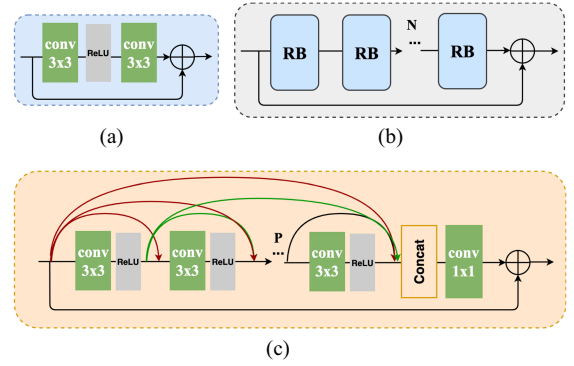 conv
3x3
ReLU
conv
3x3
(a)
RB
RB
N
...
RB
(b)
conv
3x3
ReLU
conv
3x3
ReLU
P
...
conv
3x3
ReLU
Concat
conv
1x1
(c)